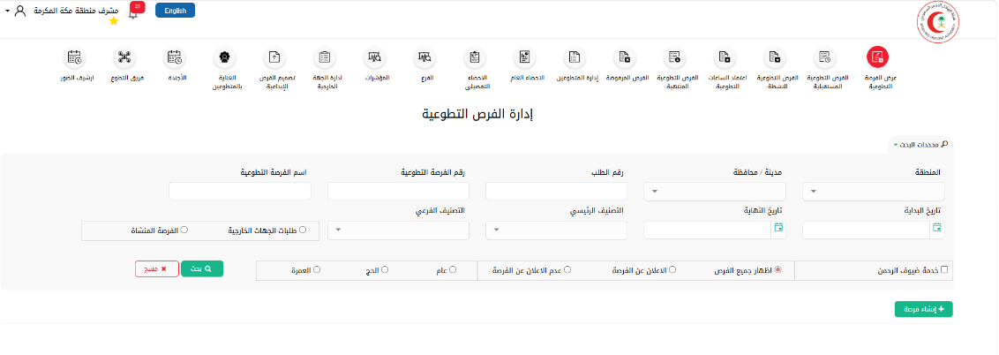 English
23
مشرف منطقة مكة المكرمة
عرض الفرصة التطوعية
الفرص التطوعية المستقبلية
الفرص التطوعية النشطة
اعتماد الساعات التطوعية
الفرص التطوعية المنتهية
الفرص المرفوضة
إدارة المتطوعين
الاحصاء العام
الاحصاء التفصيلي
الفرع
المؤشرات
ادارة الجهة الخارجية
تصميم الفرص الإبداعية
العناية بالمتطوعين
الأجندة
فريق التطوع
ارشيف الصور
إدارة الفرص التطوعية
محددات البحث
المنطقة
مدينة / محافظة
رقم الطلب
رقم الفرصة التطوعية
اسم الفرصة التطوعية
تاريخ البداية
تاريخ النهاية
التصنيف الرئيسي
التصنيف الفرعي
طلبات الجهات الخارجية
الفرصة المنشاة
خدمة ضيوف الرحمن
اظهار جميع الفرص
الاعلان عن الفرصة
عدم الاعلان عن الفرصة
عام
الحج
العمرة
بحث
مسح
إنشاء فرصة